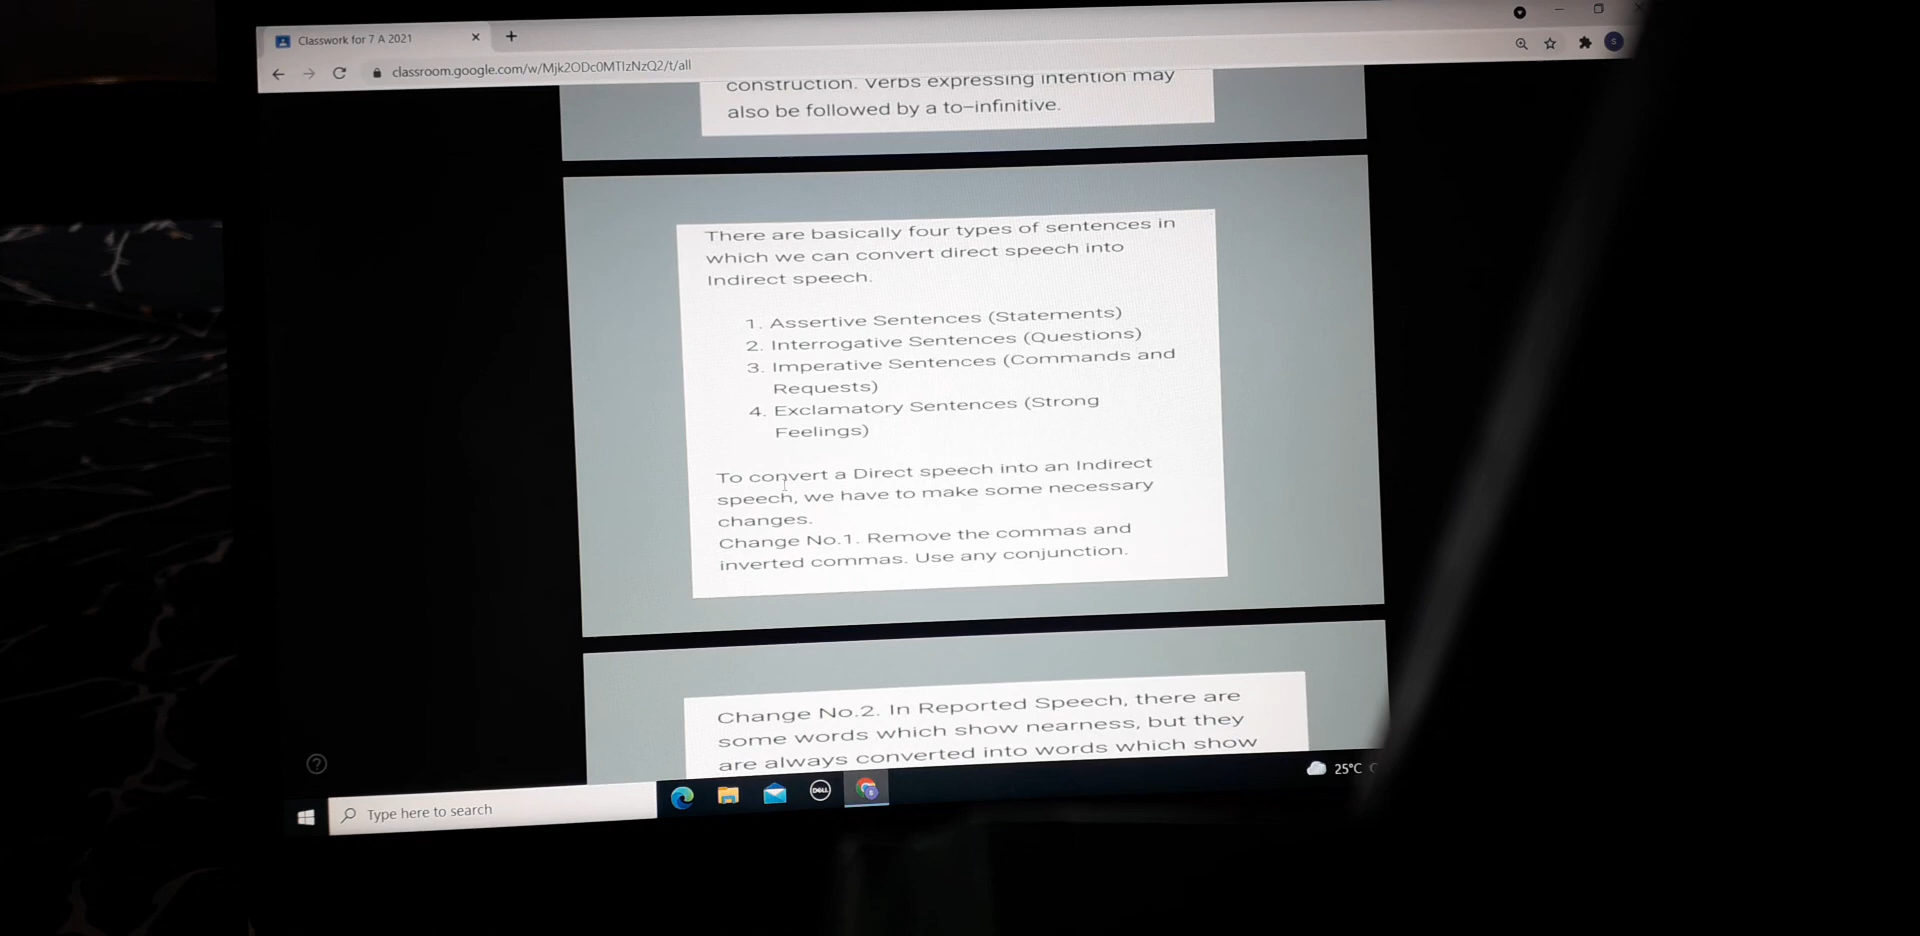 Classwork for 7 A 2021
classroom.google.com/w/Mjk2ODc0MTIzNzQ2/t/all
S
construction. Verbs expressing intention may
also be followed by a to-infinitive.
There are basically four types of sentences in
which we can convert direct speech into
Indirect speech.
1. Assertive Sentences (Statements)
2. Interrogative Sentences (Questions)
3. Imperative Sentences (Commands and
Requests)
4. Exclamatory Sentences (Strong
Feelings)
To convert a Direct speech into an Indirect
speech, we have to make some necessary
changes.
Change No.1. Remove the commas and
inverted commas. Use any conjunction.
Change No.2. In Reported Speech, there are
some words which show nearness, but they
are always converted into words which show
Type here to search
DELL
25°C